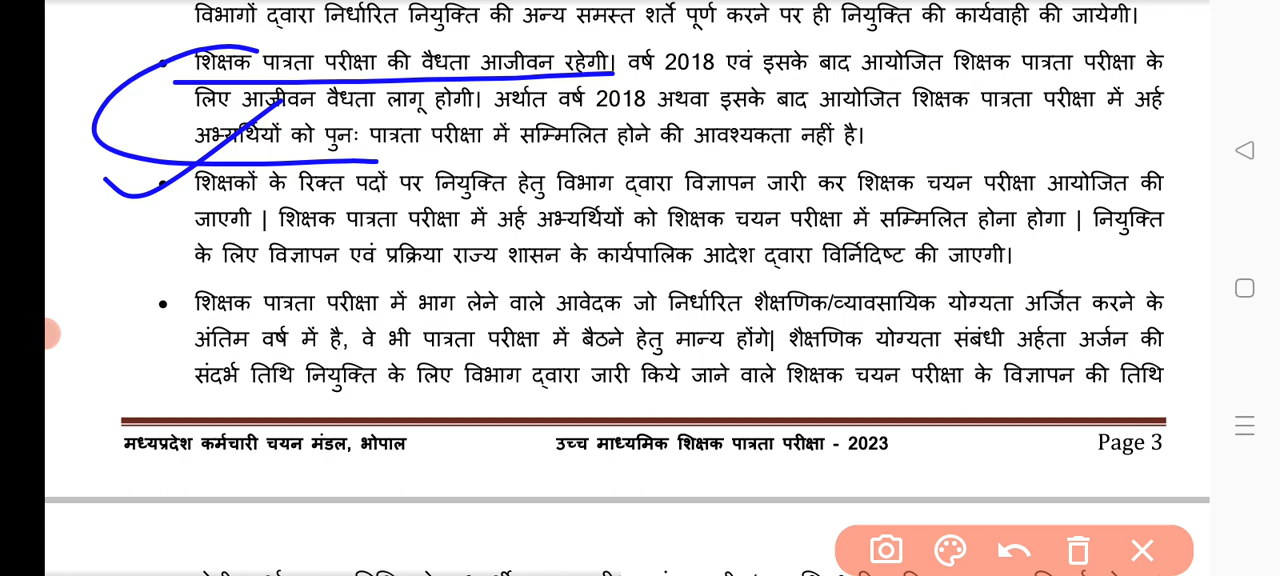 विभागों द्वारा निर्धारित नियुक्ति की अन्य समस्त शर्ते पूर्ण करने पर ही नियुक्ति की कार्यवाही की जायेगी।
• शिक्षक पात्रता परीक्षा की वैधता आजीवन रहेगी। वर्ष 2018 एवं इसके बाद आयोजित शिक्षक पात्रता परीक्षा के
लिए आजीवन वैधता लागू होगी। अर्थात वर्ष 2018 अथवा इसके बाद आयोजित शिक्षक पात्रता परीक्षा में अर्ह
अभ्यर्थियों को पुनः पात्रता परीक्षा में सम्मिलित होने की आवश्यकता नहीं है।
• शिक्षकों के रिक्त पदों पर नियुक्ति हेतु विभाग द्वारा विज्ञापन जारी कर शिक्षक चयन परीक्षा आयोजित की
जाएगी | शिक्षक पात्रता परीक्षा में अर्ह अभ्यर्थियों को शिक्षक चयन परीक्षा में सम्मिलित होना होगा | नियुक्ति
के लिए विज्ञापन एवं प्रक्रिया राज्य शासन के कार्यपालिक आदेश द्वारा विर्निदिष्ट की जाएगी।
• शिक्षक पात्रता परीक्षा में भाग लेने वाले आवेदक जो निर्धारित शैक्षणिक/व्यावसायिक योग्यता अर्जित करने के
अंतिम वर्ष में है, वे भी पात्रता परीक्षा में बैठने हेतु मान्य होंगे| शैक्षणिक योग्यता संबंधी अर्हता अर्जन की
संदर्भ तिथि नियुक्ति के लिए विभाग द्वारा जारी किये जाने वाले शिक्षक चयन परीक्षा के विज्ञापन की तिथि
मध्यप्रदेश कर्मचारी चयन मंडल, भोपाल उच्च माध्यमिक शिक्षक पात्रता परीक्षा - 2023 Page 3